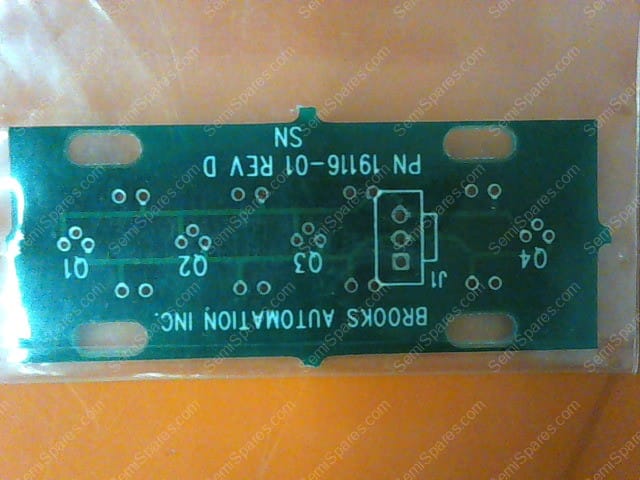 BROOKS AUTOMATION INC.
J1
Q4 Q3 Q2 Q1
PN 19116-01 REV D
SN
SemiSpares.com